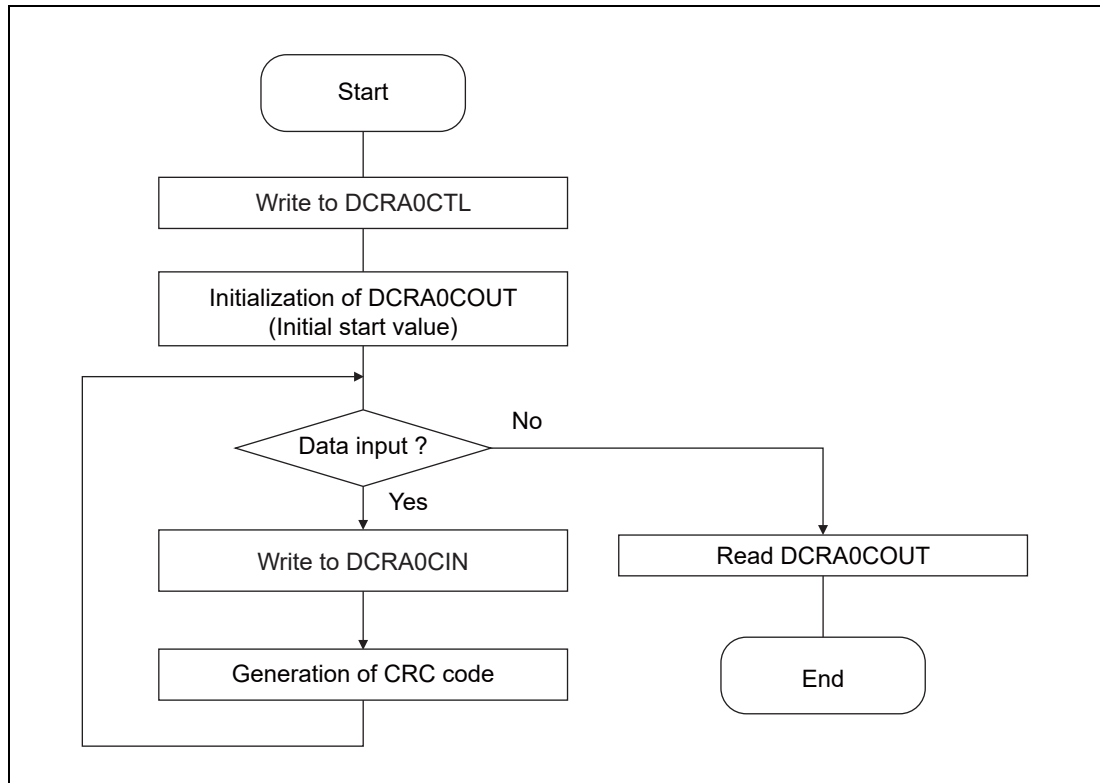 Start
Write to DCRA0CTL
Initialization of DCRA0COUT
(Initial start value)
Data input ?
No
Yes
Write to DCRA0CIN
Read DCRA0COUT
Generation of CRC code
End